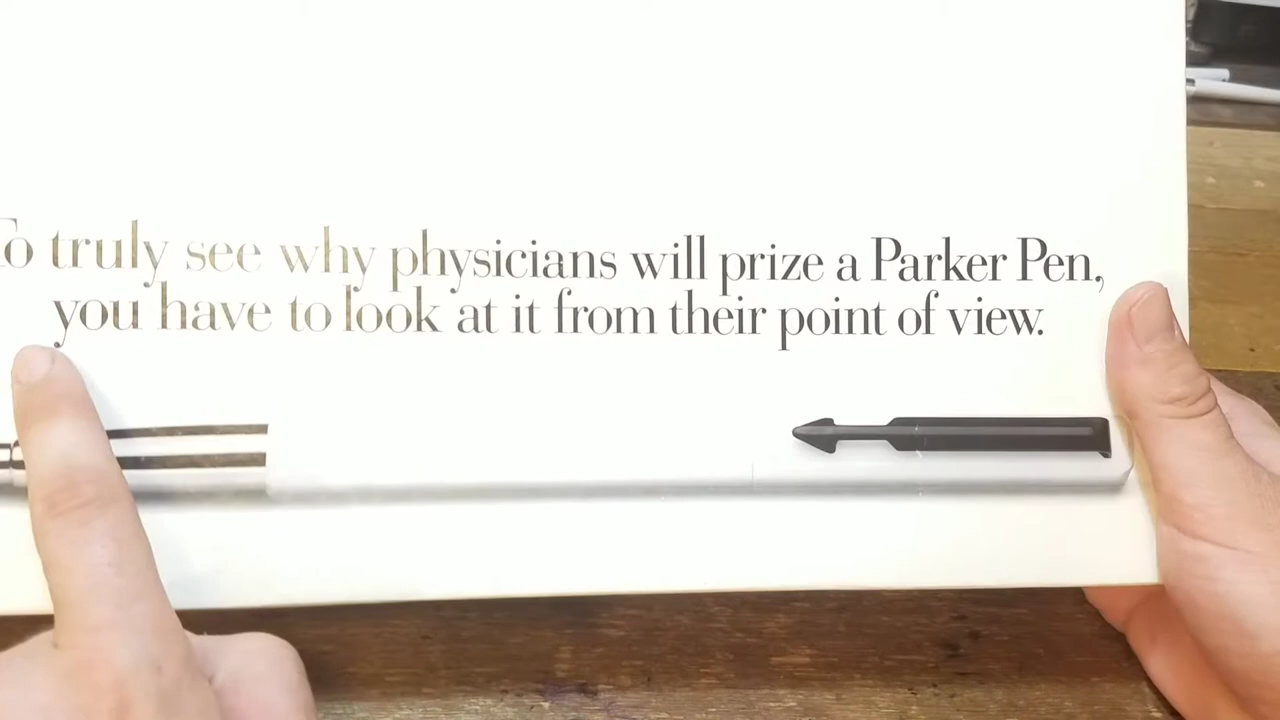 To truly see why physicians will prize a Parker Pen,
you have to look at it from their point of view.